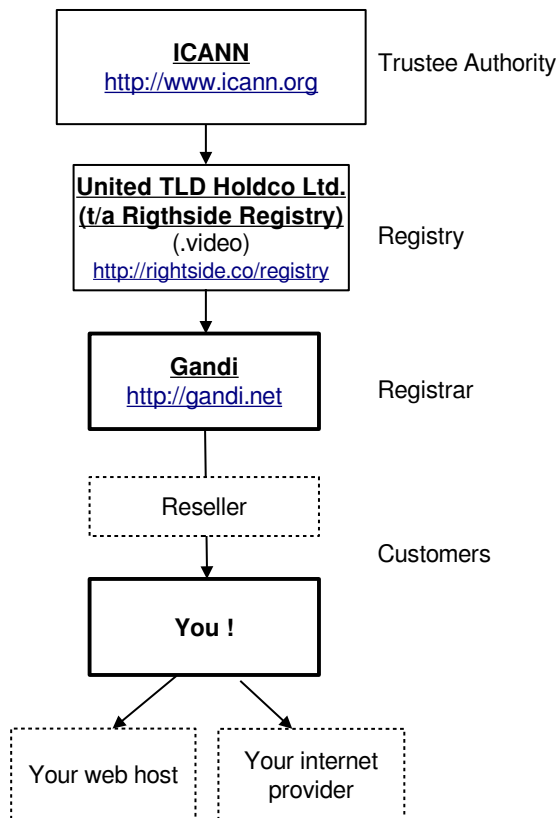 ICANN
http://www.icann.org
Trustee Authority
United TLD Holdco Ltd.
(t/a Rigthside Registry)
(.video)
http://rightside.co/registry
Registry
Gandi
http://gandi.net
Registrar
Reseller
Customers
You !
Your web host
Your internet
provider